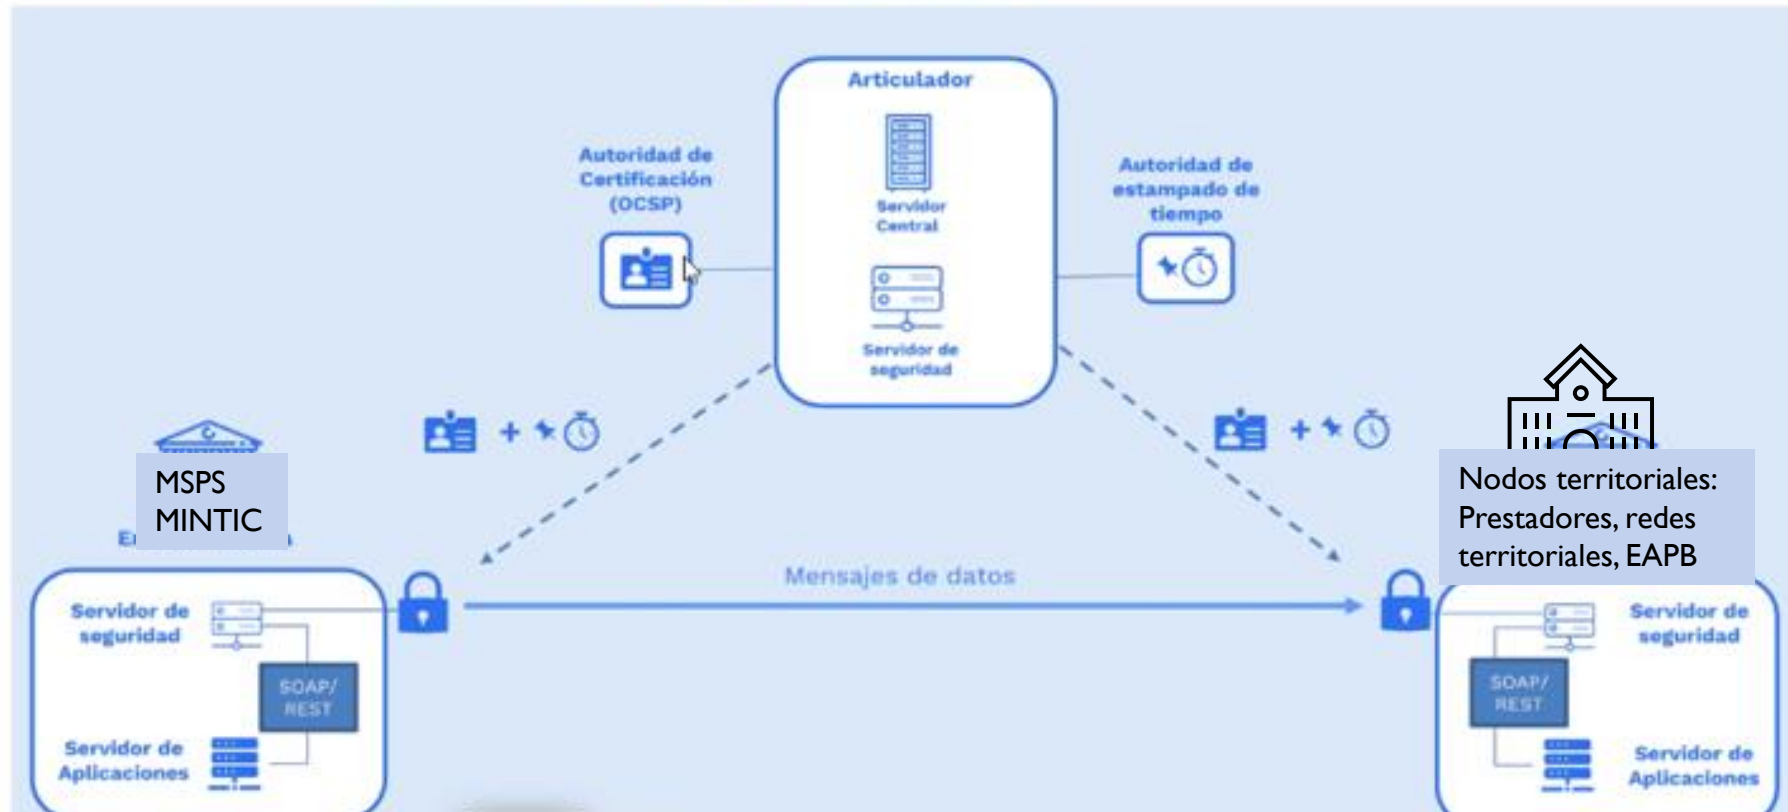 Articulador
Autoridad de
Certificación
(OCSP)
Autoridad de
estampado de
tiempo
Servidor
Central
Servidor de
seguridad
+
+
MSPS
MINTIC
Nodos territoriales:
Prestadores, redes
territoriales, EAPB
Mensajes de datos
Servidor de
seguridad
SOAP/
REST
Servidor de
Aplicaciones
Servidor de
seguridad
SOAP/
REST
Servidor de
Aplicaciones